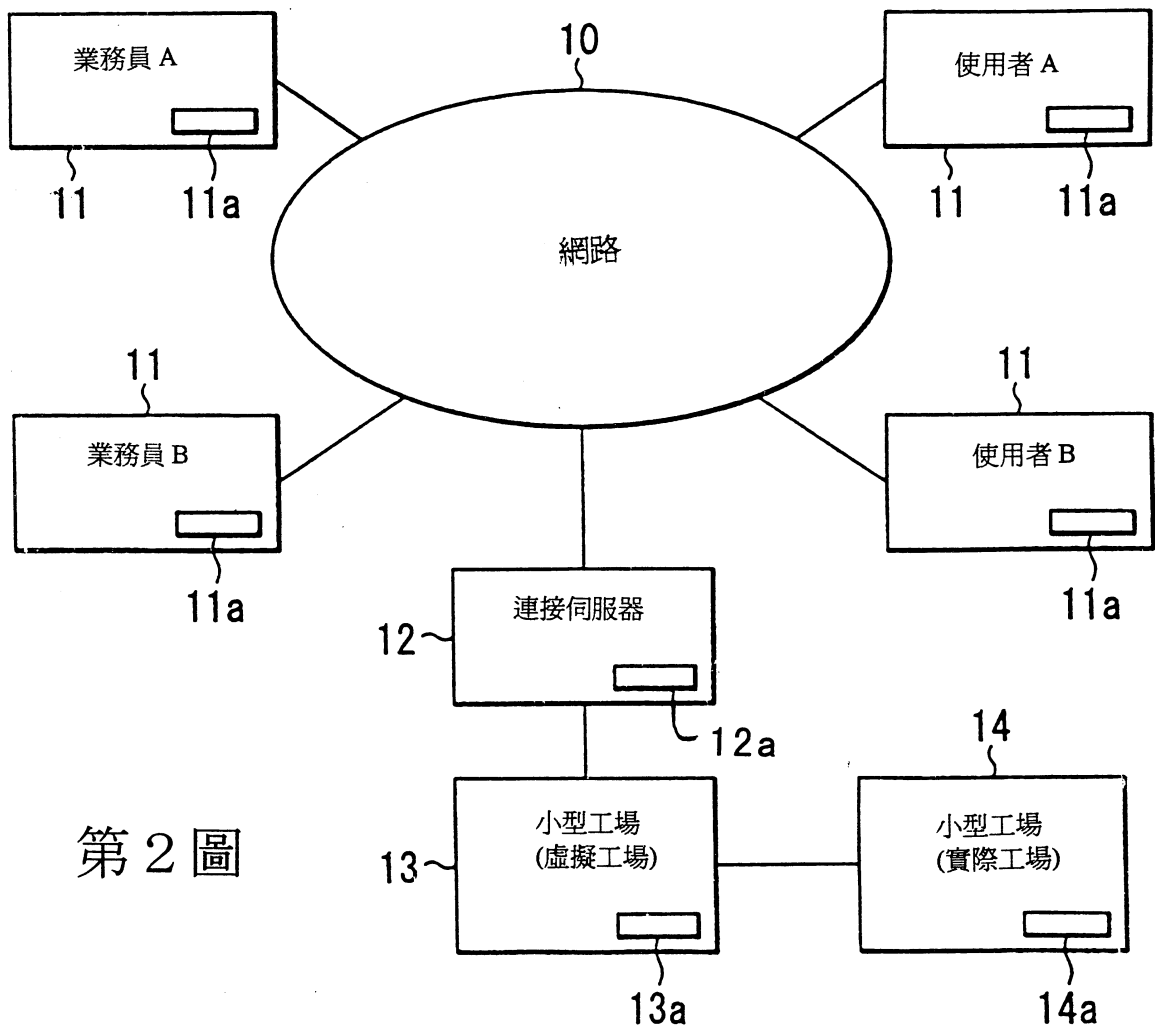 10
業務員 A
使用者 A
11
11a
11
11a
網路
11
業務員 B
11a
11
使用者 B
11a
連接伺服器
12
12a
14
小型工場
(虛擬工場)
13
13a
小型工場
(實際工場)
14a
第2圖